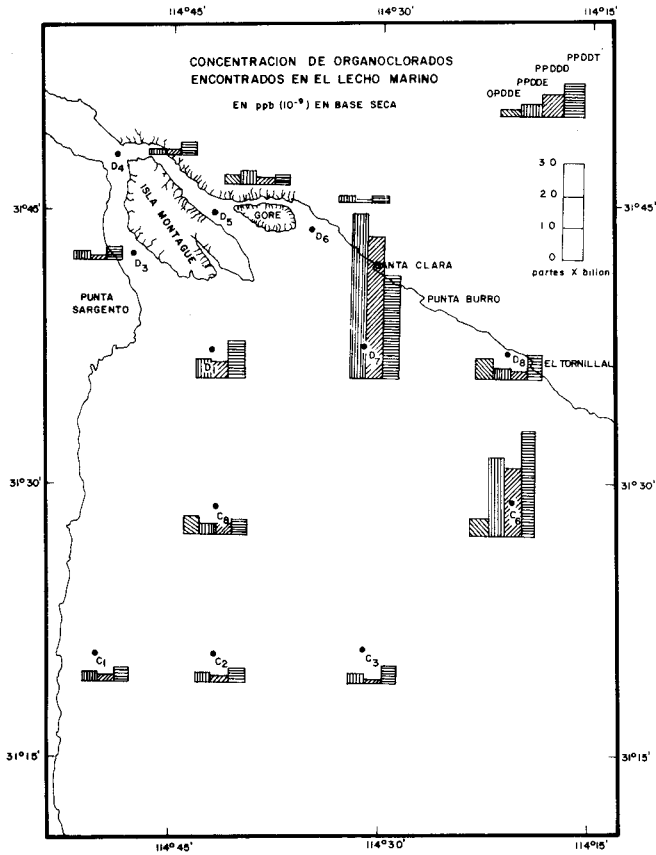 114°45'
114°30'
114°15'
CONCENTRACION DE ORGANOCLORADOS
ENCONTRADOS EN EL LECHO MARINO
EN ppb (10⁻⁹) EN BASE SECA
PPDDT
PPDDD
PPDDE
OPDDE
30
20
10
0
partes X bilion
D4
31°45'
31°45'
ISLA MONTAGUE
D5
GORE
D6
D3
SANTA CLARA
PUNTA BURRO
PUNTA
SARGENTO
D7
D8
EL TORNILLAL
31°30'
31°30'
C8
C6
C1
C2
C3
31°15'
31°15'
114°45'
114°30'
114°15'